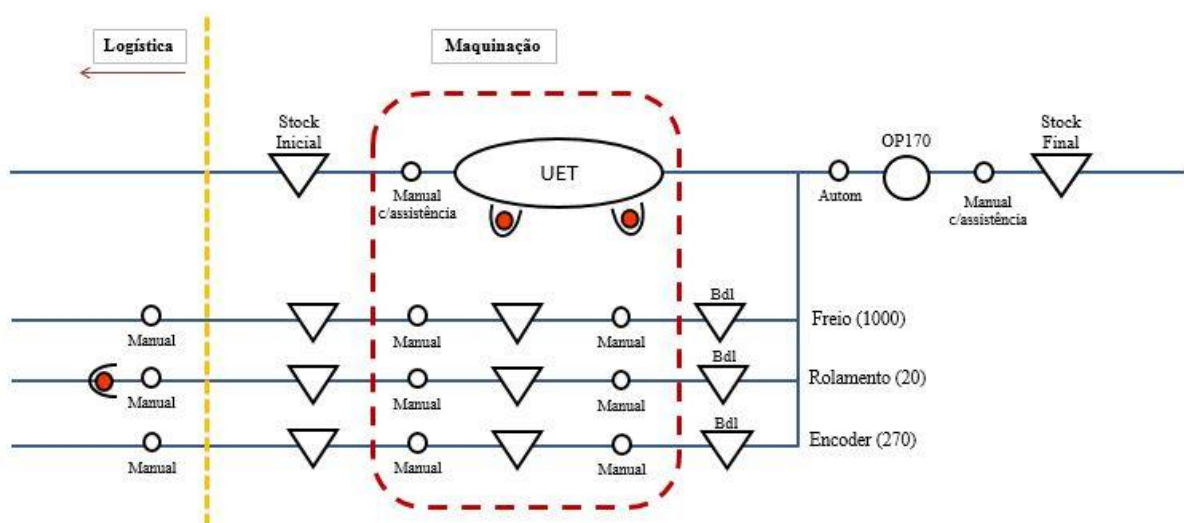 Logística
Maquinação
Stock
Inicial
Manual
c/assistência
UET
Autom
OP170
Manual
c/assistência
Stock
Final
Manual
Manual
Manual
Bdl
Freio (1000)
Manual
Manual
Manual
Bdl
Rolamento (20)
Manual
Manual
Manual
Bdl
Encoder (270)